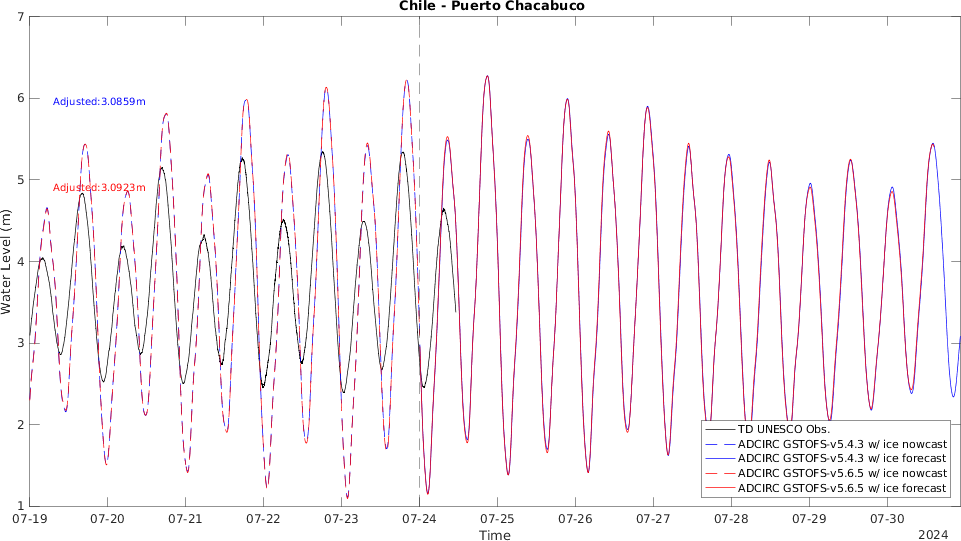 Chile - Puerto Chacabuco
7
6
5
4
3
2
1
Water Level (m)
Adjusted:3.0859m
Adjusted:3.0923m
TD UNESCO Obs.
ADCIRC GSTOFS-v5.4.3 w/ ice nowcast
ADCIRC GSTOFS-v5.4.3 w/ ice forecast
ADCIRC GSTOFS-v5.6.5 w/ ice nowcast
ADCIRC GSTOFS-v5.6.5 w/ ice forecast
07-19 07-20 07-21 07-22 07-23 07-24 07-25 07-26 07-27 07-28 07-29 07-30
Time
2024